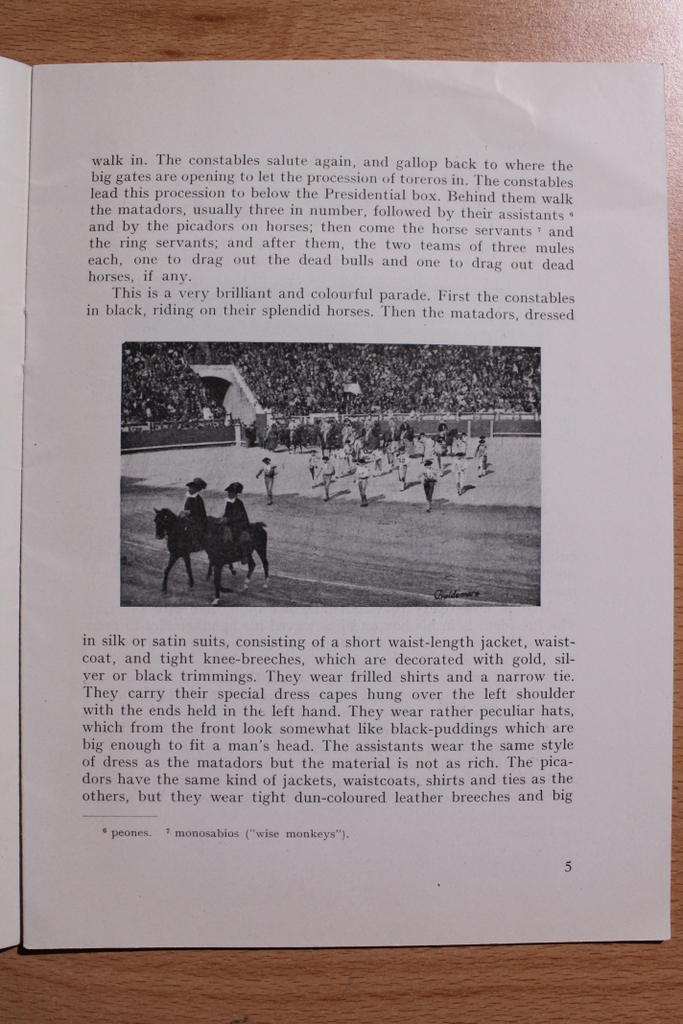 walk in. The constables salute again, and gallop back to where the
big gates are opening to let the procession of toreros in. The constables
lead this procession to below the Presidential box. Behind them walk
the matadors, usually three in number, followed by their assistants ⁶
and by the picadors on horses; then come the horse servants ⁷ and
the ring servants; and after them, the two teams of three mules
each, one to drag out the dead bulls and one to drag out dead
horses, if any.
This is a very brilliant and colourful parade. First the constables
in black, riding on their splendid horses. Then the matadors, dressed
in silk or satin suits, consisting of a short waist-length jacket, waist-
coat, and tight knee-breeches, which are decorated with gold, sil-
ver or black trimmings. They wear frilled shirts and a narrow tie.
They carry their special dress capes hung over the left shoulder
with the ends held in the left hand. They wear rather peculiar hats,
which from the front look somewhat like black-puddings which are
big enough to fit a man's head. The assistants wear the same style
of dress as the matadors but the material is not as rich. The pica-
dors have the same kind of jackets, waistcoats, shirts and ties as the
others, but they wear tight dun-coloured leather breeches and big
⁶ peones. ⁷ monosabios ("wise monkeys").
5